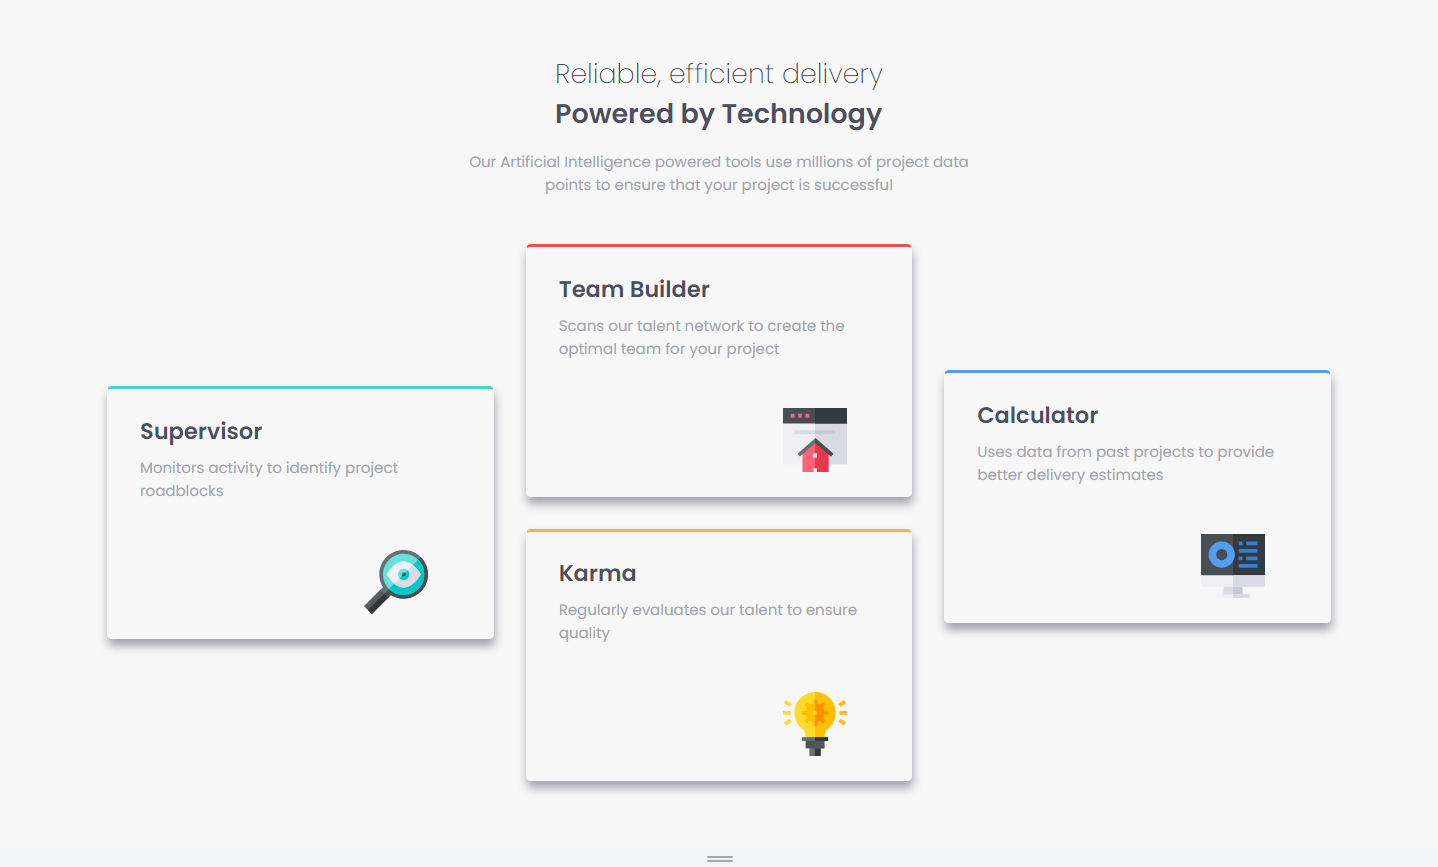 Reliable, efficient delivery
Powered by Technology
Our Artificial Intelligence powered tools use millions of project data
points to ensure that your project is successful
Supervisor
Monitors activity to identify project
roadblocks
Team Builder
Scans our talent network to create the
optimal team for your project
Karma
Regularly evaluates our talent to ensure
quality
Calculator
Uses data from past projects to provide
better delivery estimates